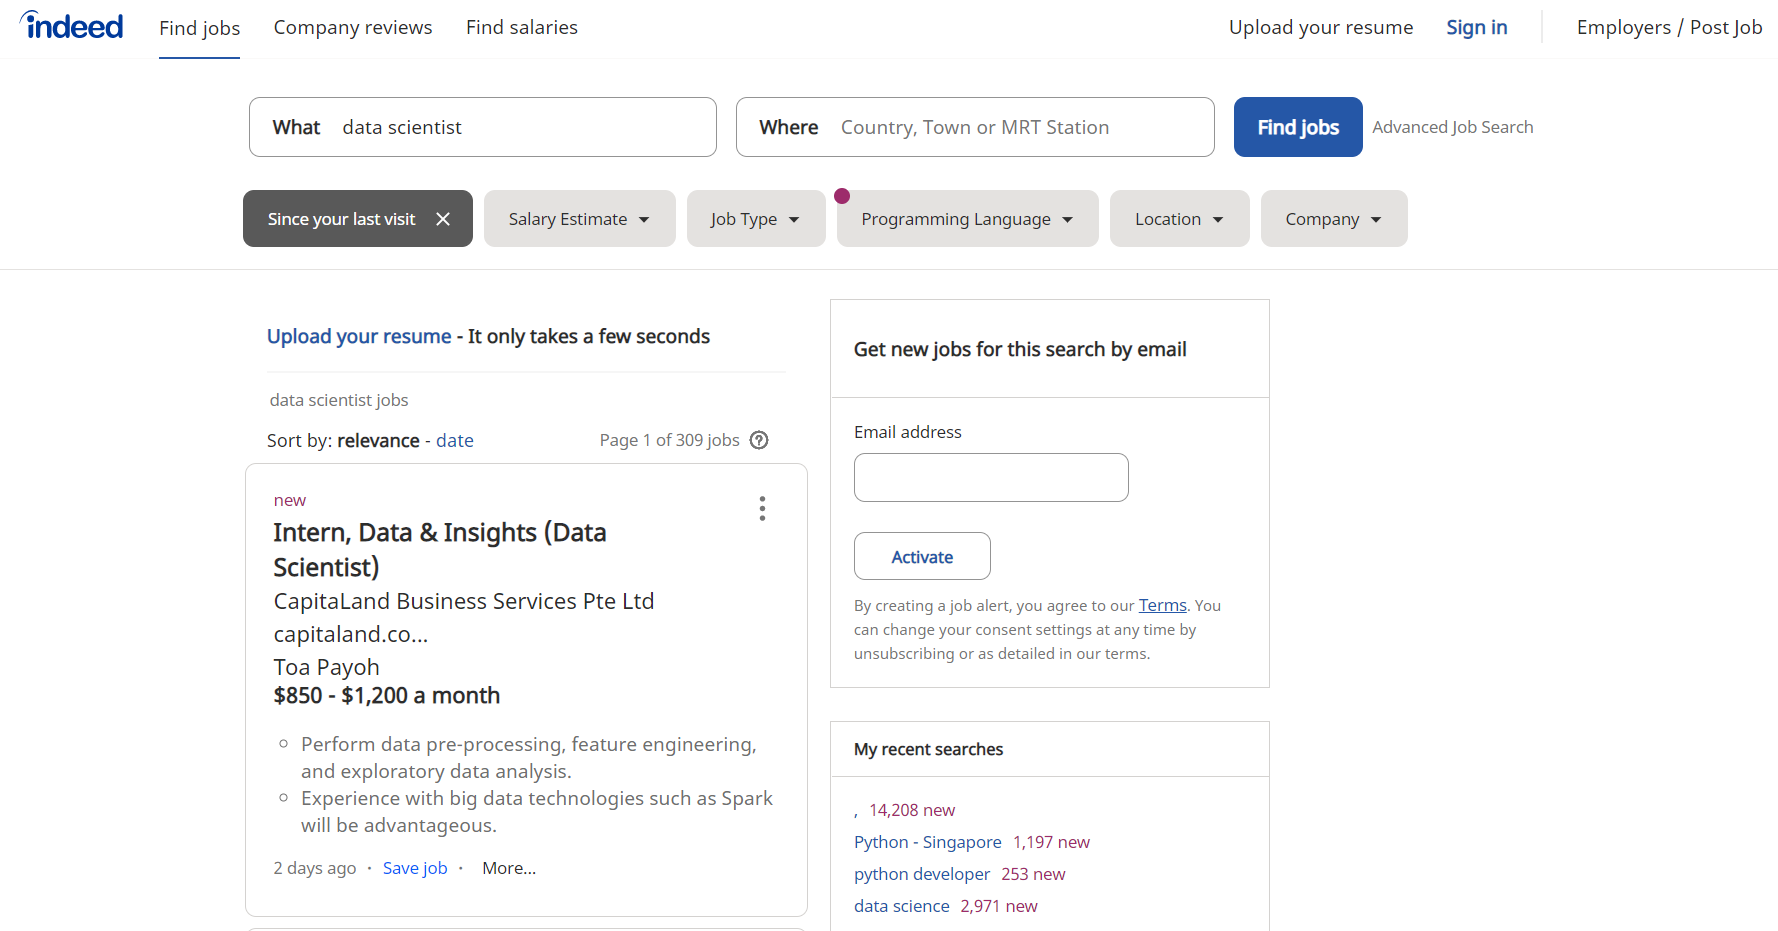 indeed Find jobs Company reviews Find salaries Upload your resume Sign in Employers / Post Job
What data scientist Where Country, Town or MRT Station Find jobs Advanced Job Search
Since your last visit Salary Estimate Job Type Programming Language Location Company
Upload your resume - It only takes a few seconds
data scientist jobs
Sort by: relevance - date Page 1 of 309 jobs ?
new
Intern, Data & Insights (Data
Scientist)
CapitaLand Business Services Pte Ltd
capitaland.co...
Toa Payoh
$850 - $1,200 a month
Perform data pre-processing, feature engineering,
and exploratory data analysis.
Experience with big data technologies such as Spark
will be advantageous.
2 days ago · Save job · More...
Get new jobs for this search by email
Email address
Activate
By creating a job alert, you agree to our Terms. You
can change your consent settings at any time by
unsubscribing or as detailed in our terms.
My recent searches
, 14,208 new
Python - Singapore 1,197 new
python developer 253 new
data science 2,971 new